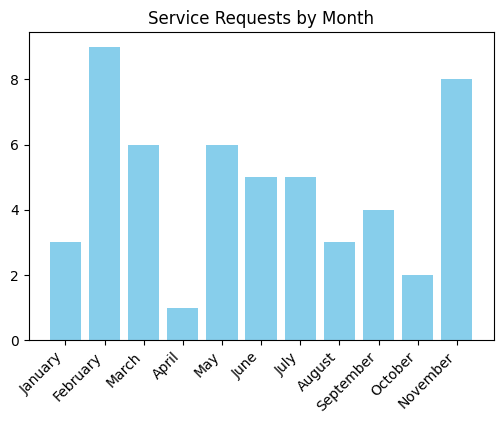 Service Requests by Month
8
6
4
2
0
January
February
March
April
May
June
July
August
September
October
November